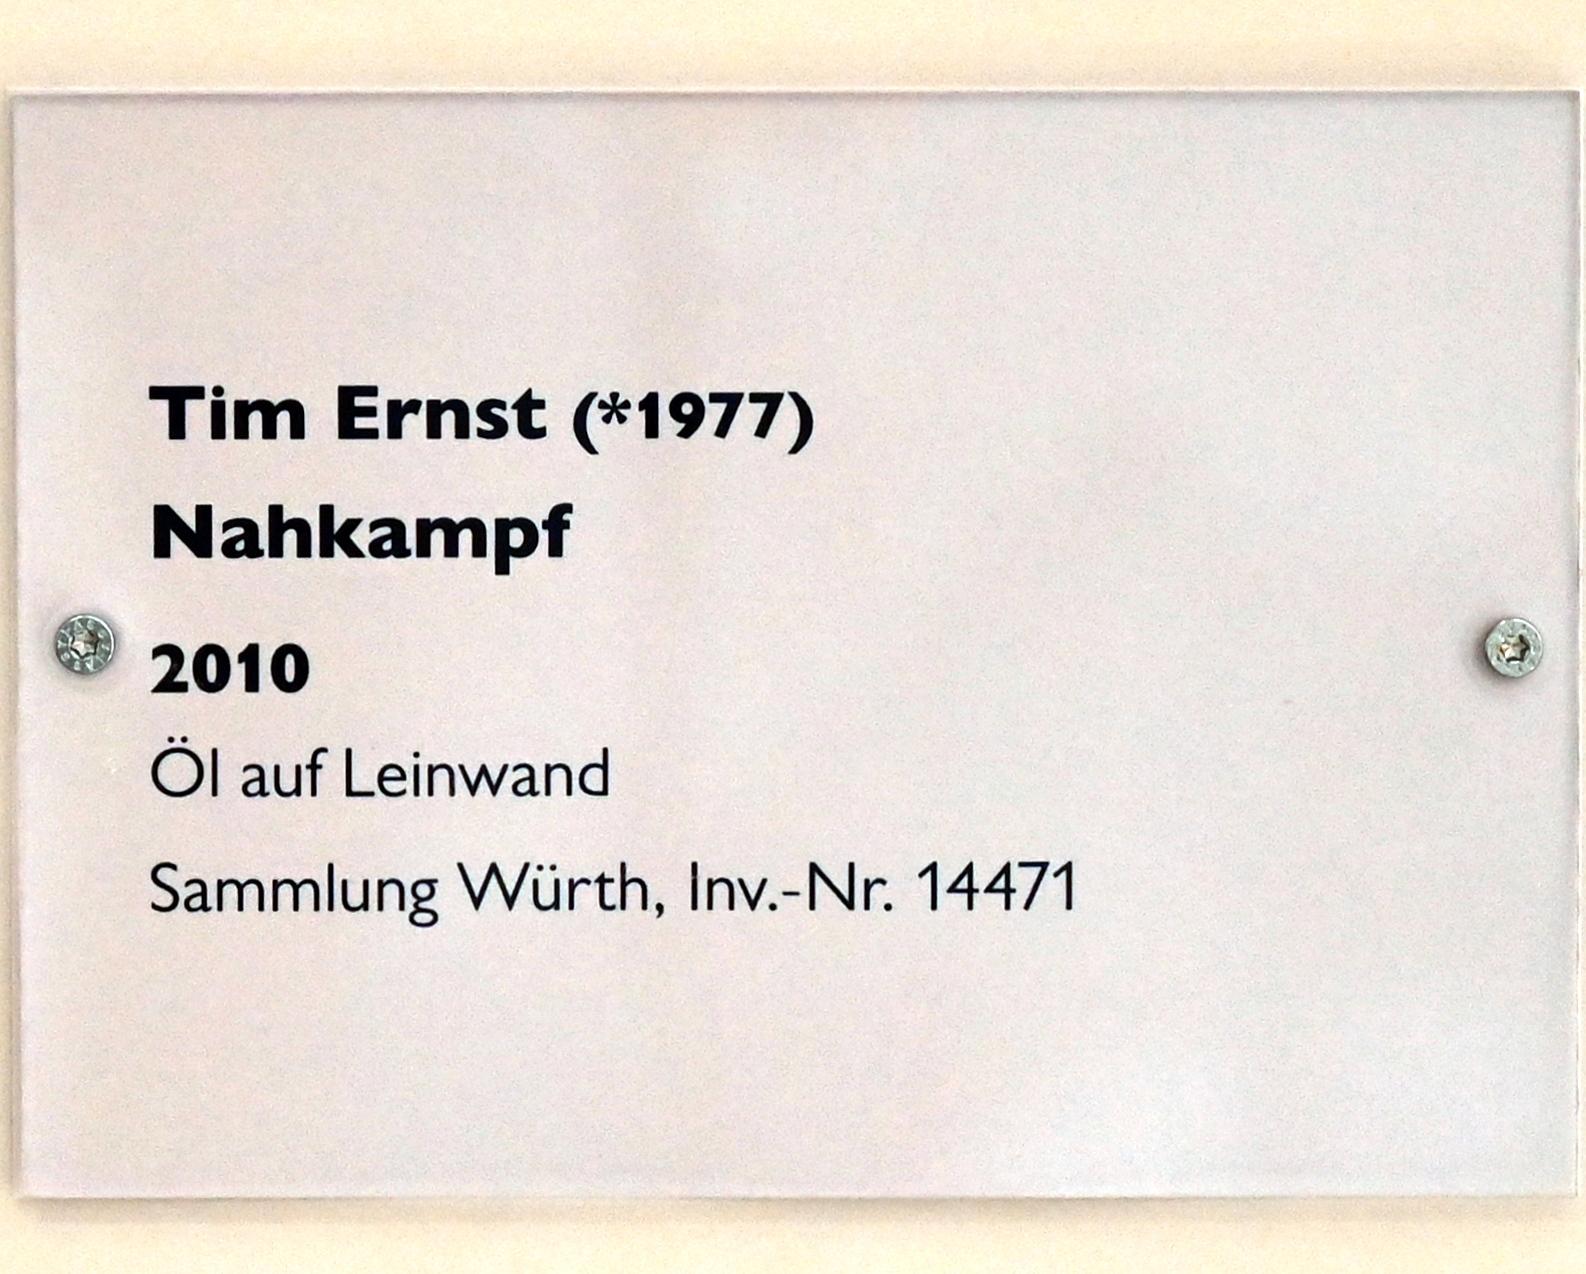 Tim Ernst (*1977)
Nahkampf
2010
Öl auf Leinwand
Sammlung Würth, Inv.-Nr. 14471